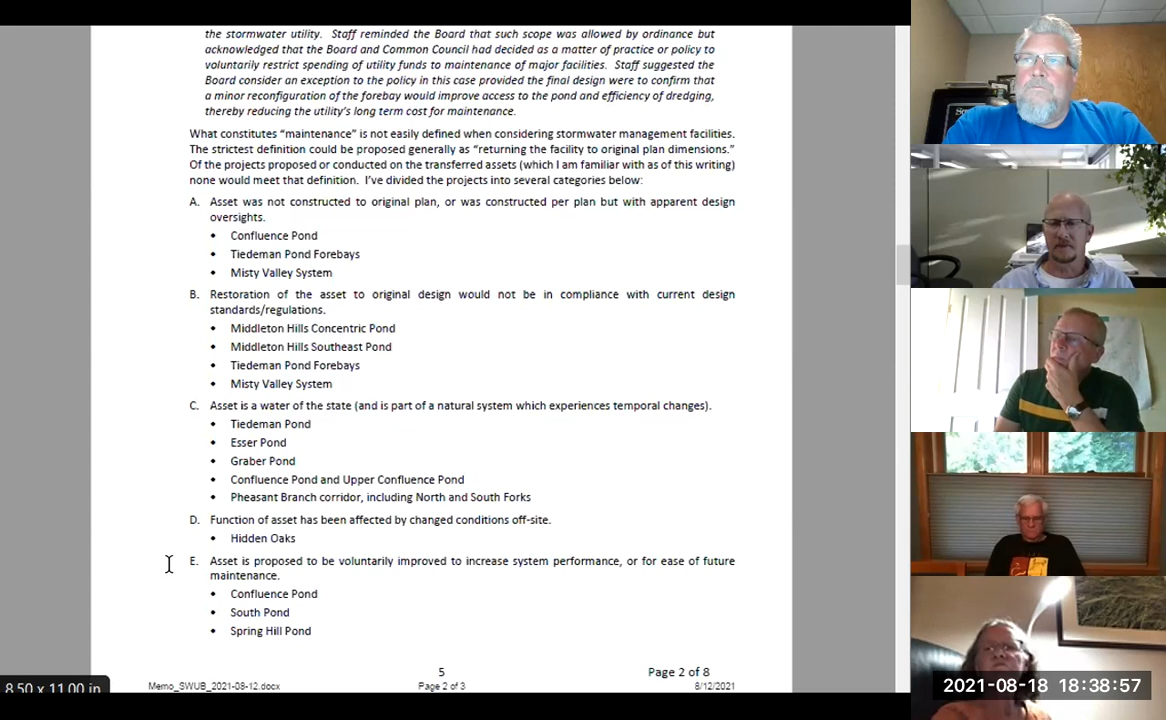 the stormwater utility. Staff reminded the Board that such scope was allowed by ordinance but
acknowledged that the Board and Common Council had decided as a matter of practice or policy to
voluntarily restrict spending of utility funds to maintenance of major facilities. Staff suggested the
Board consider an exception to the policy in this case provided the final design were to confirm that
a minor reconfiguration of the forebay would improve access to the pond and efficiency of dredging,
thereby reducing the utility's long term cost for maintenance.
What constitutes "maintenance" is not easily defined when considering stormwater management facilities.
The strictest definition could be proposed generally as "returning the facility to original plan dimensions."
Of the projects proposed or conducted on the transferred assets (which I am familiar with as of this writing)
none would meet that definition. I've divided the projects into several categories below:
A. Asset was not constructed to original plan, or was constructed per plan but with apparent design
oversights.
• Confluence Pond
• Tiedeman Pond Forebays
• Misty Valley System
B. Restoration of the asset to original design would not be in compliance with current design
standards/regulations.
• Middleton Hills Concentric Pond
• Middleton Hills Southeast Pond
• Tiedeman Pond Forebays
• Misty Valley System
C. Asset is a water of the state (and is part of a natural system which experiences temporal changes).
• Tiedeman Pond
• Esser Pond
• Graber Pond
• Confluence Pond and Upper Confluence Pond
• Pheasant Branch corridor, including North and South Forks
D. Function of asset has been affected by changed conditions off-site.
• Hidden Oaks
E. Asset is proposed to be voluntarily improved to increase system performance, or for ease of future
maintenance.
• Confluence Pond
• South Pond
• Spring Hill Pond
5 Page 2 of 8
Memo_SWUB_2021-08-12.docx Page 2 of 3 8/12/2021
8.50 x 11.00 in
2021-08-18 18:38:57